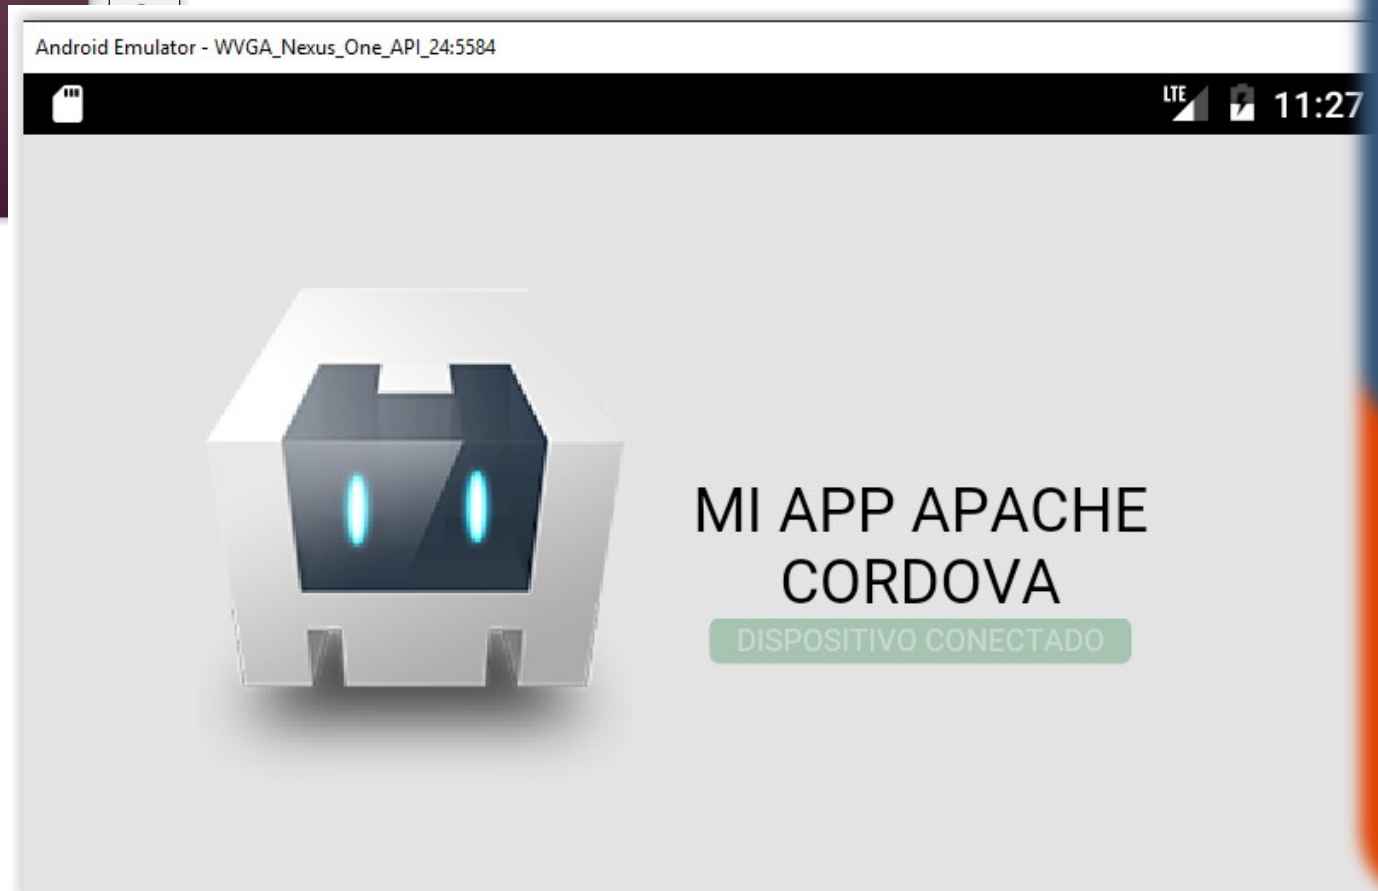 Android Emulator - WVGA_Nexus_One_API_24:5584
LTE 11:27
MI APP APACHE
CORDOVA
DISPOSITIVO CONECTADO